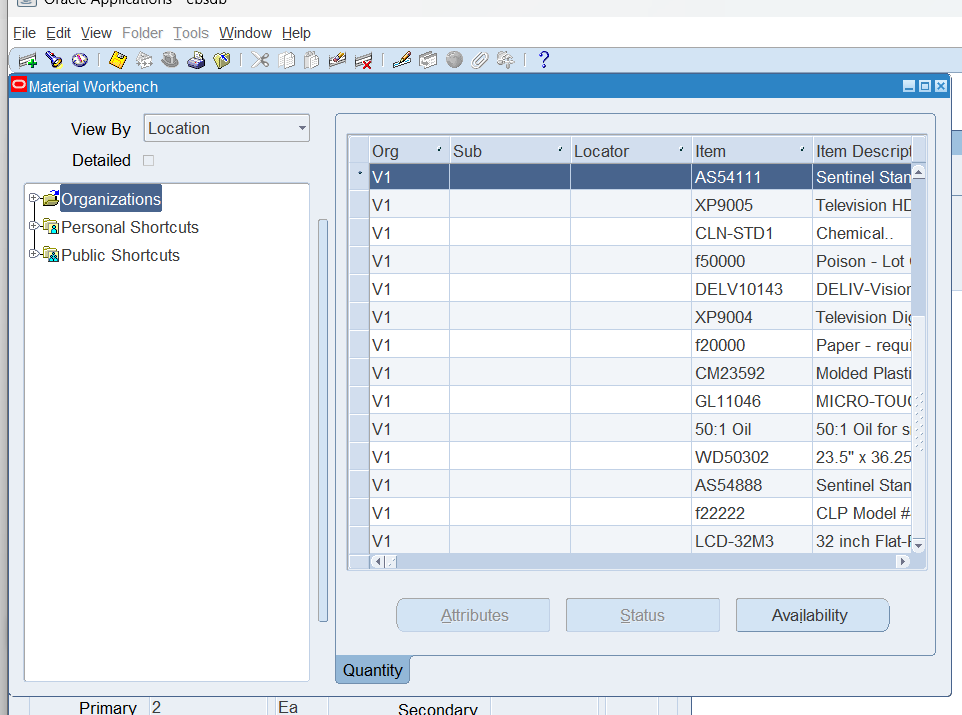 Oracle Applications - ebsdb
File Edit View Folder Tools Window Help
Material Workbench
View By Location
Detailed
Organizations
Personal Shortcuts
Public Shortcuts
Org Sub Locator Item Item Descript
V1 AS54111 Sentinel Stan
V1 XP9005 Television HD
V1 CLN-STD1 Chemical..
V1 f50000 Poison - Lot
V1 DELV10143 DELIV-Vision
V1 XP9004 Television Dig
V1 f20000 Paper - requi
V1 CM23592 Molded Plasti
V1 GL11046 MICRO-TOUC
V1 50:1 Oil 50:1 Oil for s
V1 WD50302 23.5" x 36.25
V1 AS54888 Sentinel Stan
V1 f22222 CLP Model #
V1 LCD-32M3 32 inch Flat-P
Attributes Status Availability
Quantity
Primary 2 Ea Secondary